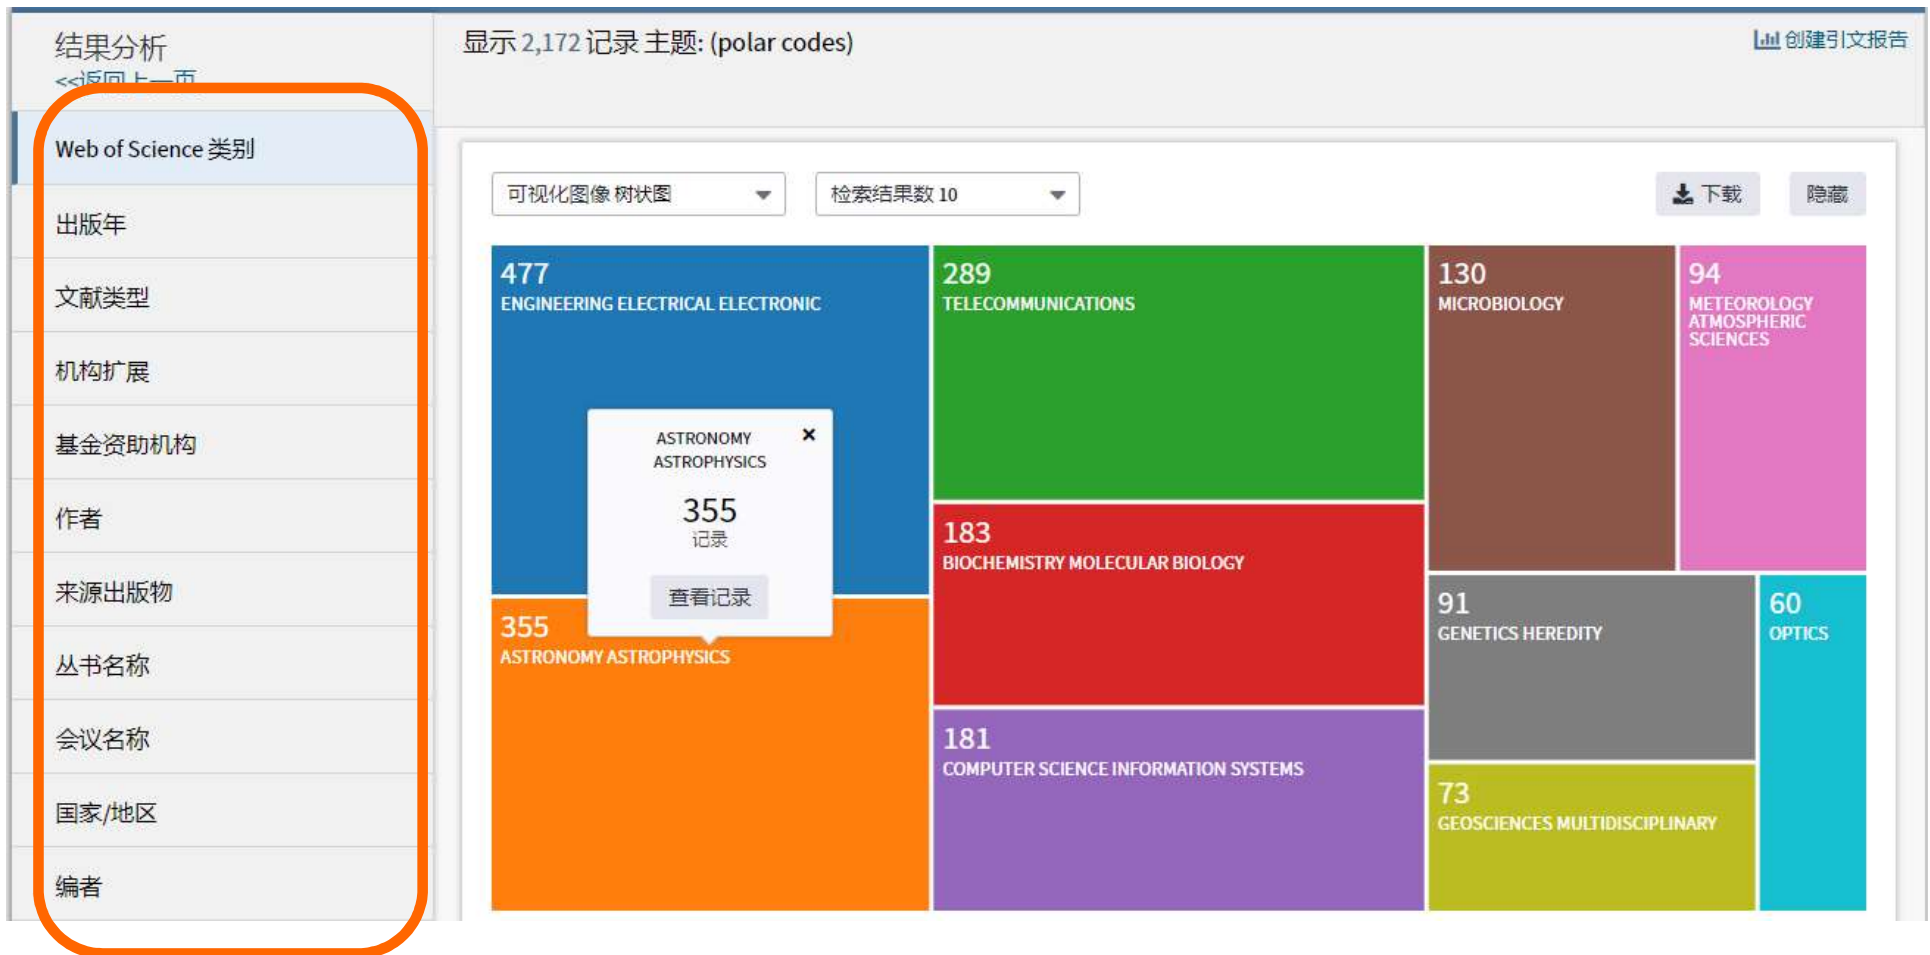 结果分析
<<返回上一页
显示 2,172 记录 主题: (polar codes)
创建引文报告
Web of Science 类别
出版年
文献类型
机构扩展
基金资助机构
作者
来源出版物
丛书名称
会议名称
国家/地区
编者
可视化图像 树状图
检索结果数 10
下载
隐藏
477
ENGINEERING ELECTRICAL ELECTRONIC
ASTRONOMY
ASTROPHYSICS
355
记录
查看记录
355
ASTRONOMY ASTROPHYSICS
289
TELECOMMUNICATIONS
183
BIOCHEMISTRY MOLECULAR BIOLOGY
181
COMPUTER SCIENCE INFORMATION SYSTEMS
130
MICROBIOLOGY
94
METEOROLOGY
ATMOSPHERIC
SCIENCES
91
GENETICS HEREDITY
60
OPTICS
73
GEOSCIENCES MULTIDISCIPLINARY